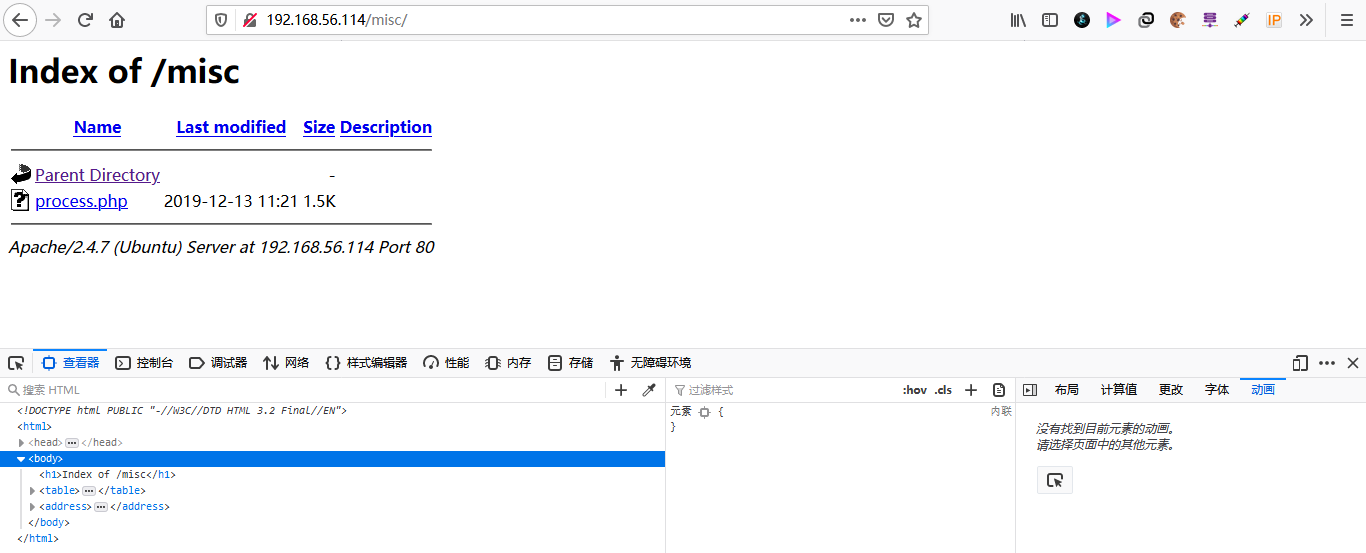 192.168.56.114/misc/
IP
Index of /misc
Name Last modified Size Description
Parent Directory -
process.php 2019-12-13 11:21 1.5K
Apache/2.4.7 (Ubuntu) Server at 192.168.56.114 Port 80
查看器 控制台 调试器 网络 样式编辑器 性能 内存 存储 无障碍环境
搜索 HTML 过滤样式 :hov .cls 布局 计算值 更改 字体 动画
<!DOCTYPE html PUBLIC "-//W3C//DTD HTML 3.2 Final//EN">
<html>
<head></head>
<body>
<h1>Index of /misc</h1>
<table></table>
<address></address>
</body>
</html>
元素 { 内联
}
没有找到目前元素的动画。
请选择页面中的其他元素。